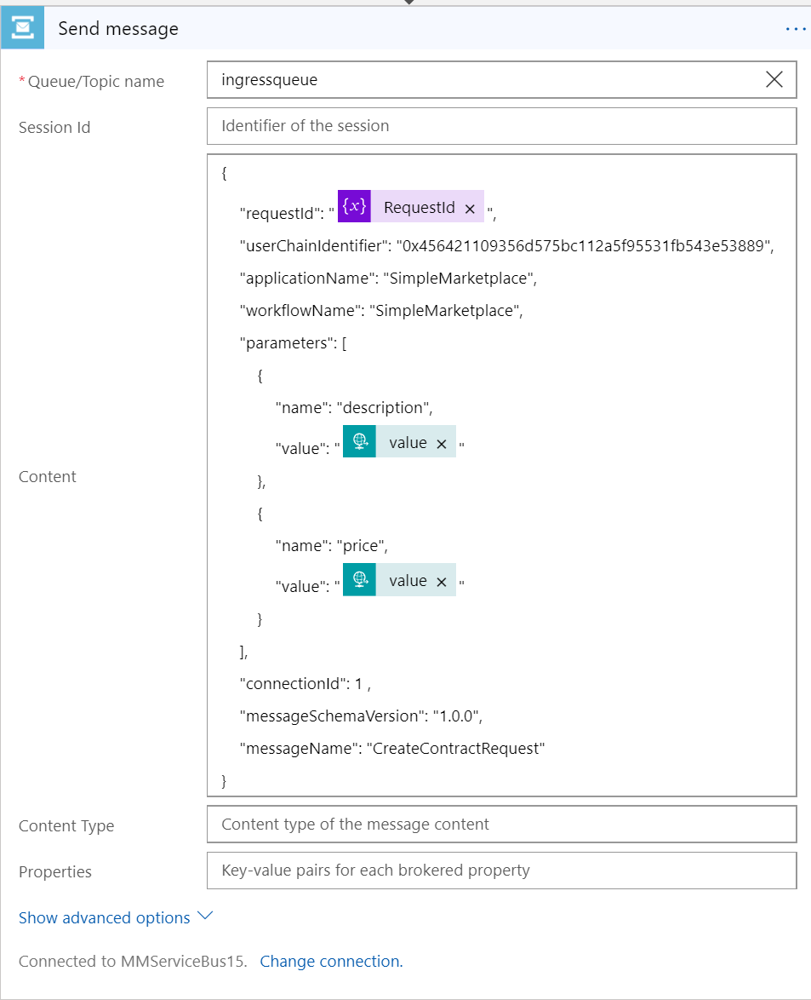 Send message
* Queue/Topic name
ingressqueue
Session Id
Identifier of the session
Content
{
"requestId": " {x} RequestId × ",
"userChainIdentifier": "0x456421109356d575bc112a5f95531fb543e53889",
"applicationName": "SimpleMarketplace",
"workflowName": "SimpleMarketplace",
"parameters": [
{
"name": "description",
"value": " value × "
},
{
"name": "price",
"value": " value × "
}
],
"connectionId": 1 ,
"messageSchemaVersion": "1.0.0",
"messageName": "CreateContractRequest"
}
Content Type
Content type of the message content
Properties
Key-value pairs for each brokered property
Show advanced options
Connected to MMServiceBus15. Change connection.